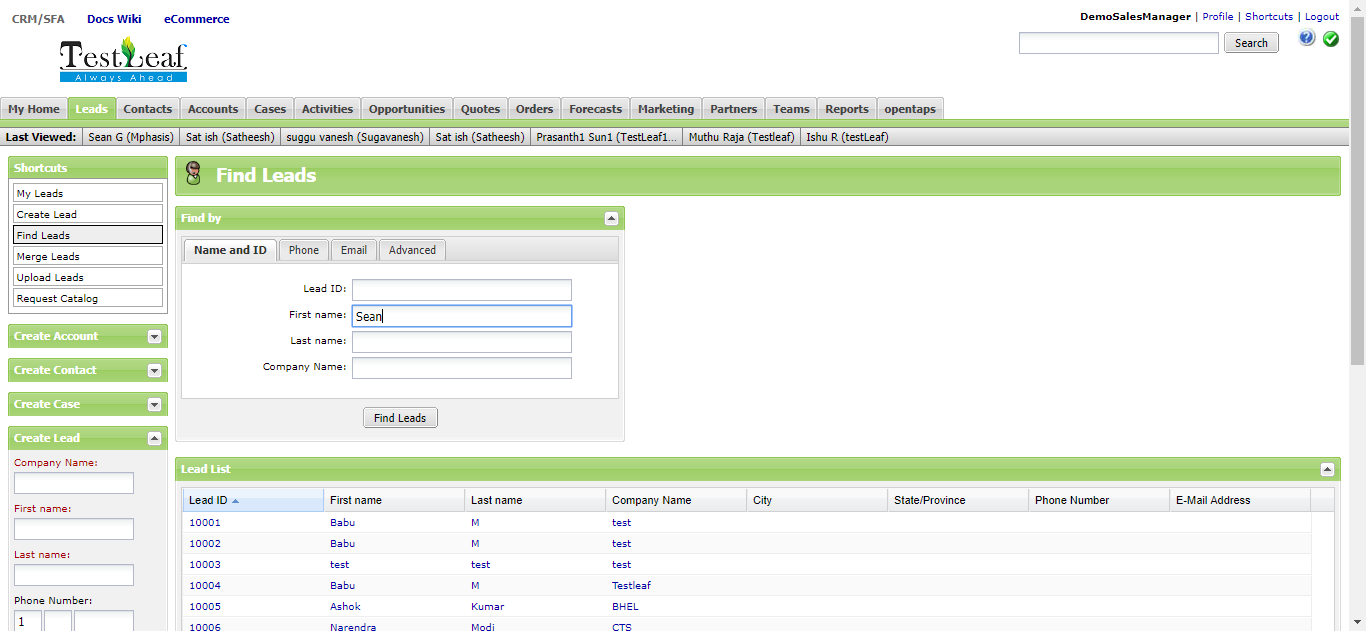 CRM/SFA Docs Wiki eCommerce
DemoSalesManager | Profile | Shortcuts | Logout
Search
TestLeaf
Always Ahead
My Home Leads Contacts Accounts Cases Activities Opportunities Quotes Orders Forecasts Marketing Partners Teams Reports opentaps
Last Viewed: Sean G (Mphasis) Sat ish (Satheesh) suggu vanesh (Sugavanesh) Sat ish (Satheesh) Prasanth1 Sun1 (TestLeaf1... Muthu Raja (Testleaf) Ishu R (testLeaf)
Shortcuts
My Leads
Create Lead
Find Leads
Merge Leads
Upload Leads
Request Catalog
Create Account
Create Contact
Create Case
Create Lead
Company Name:
First name:
Last name:
Phone Number:
1
Find Leads
Find by
Name and ID Phone Email Advanced
Lead ID:
First name: Sean
Last name:
Company Name:
Find Leads
Lead List
Lead ID First name Last name Company Name City State/Province Phone Number E-Mail Address
10001 Babu M test
10002 Babu M test
10003 test test test
10004 Babu M Testleaf
10005 Ashok Kumar BHEL
10006 Narendra Modi CTS